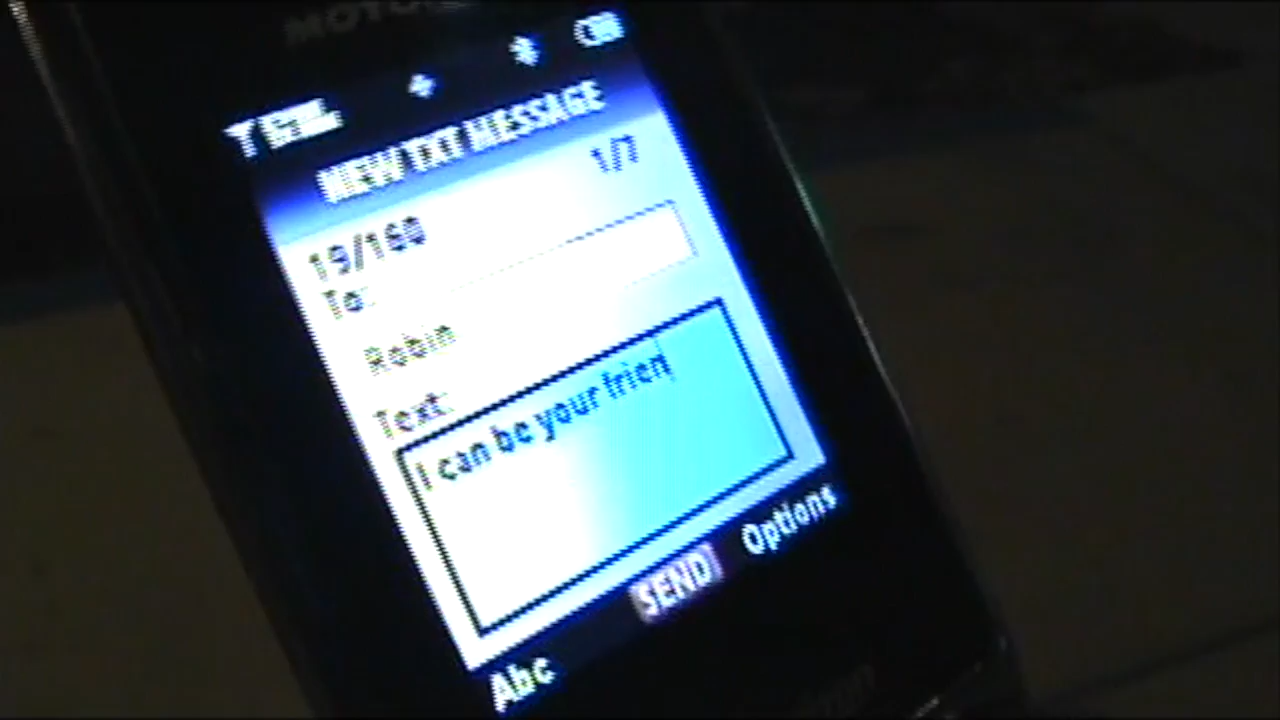 NEW TXT MESSAGE
1/7
19/160
To:
Robin
Text:
I can be your frien
SEND
Options
Abc